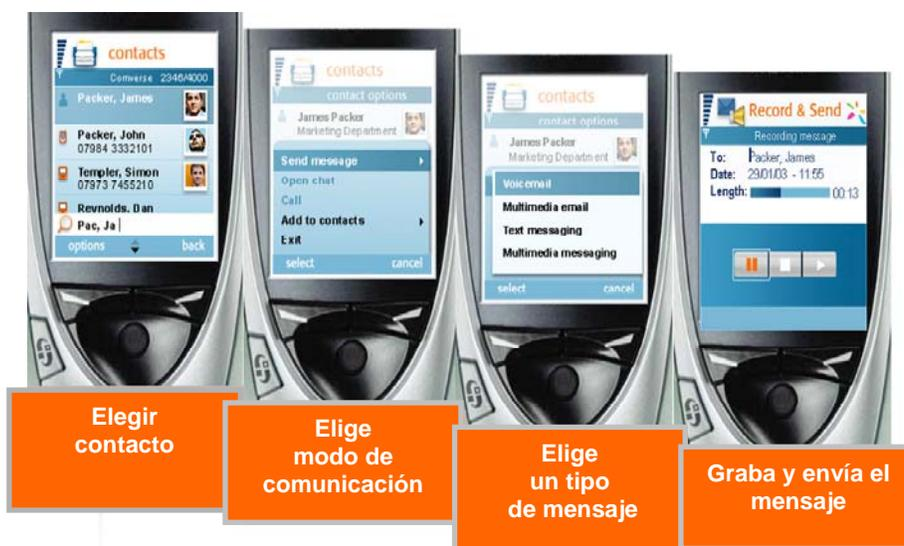 contacts
Comverse 2346/4000
Packer, James
Packer, John
07984 3332101
Templer, Simon
07973 7455210
Reynolds, Dan
Pac, Ja
options back
contacts
contact options
James Packer
Marketing Department
Send message
Open chat
Call
Add to contacts
Exit
select cancel
contacts
contact options
James Packer
Marketing Department
Voicemail
Multimedia email
Text messaging
Multimedia messaging
select cancel
Record & Send
Recording message
To: Packer, James
Date: 29/01/03 - 11:55
Length: 00:13
Elegir
contacto
Elige
modo de
comunicación
Elige
un tipo
de mensaje
Graba y envía el
mensaje